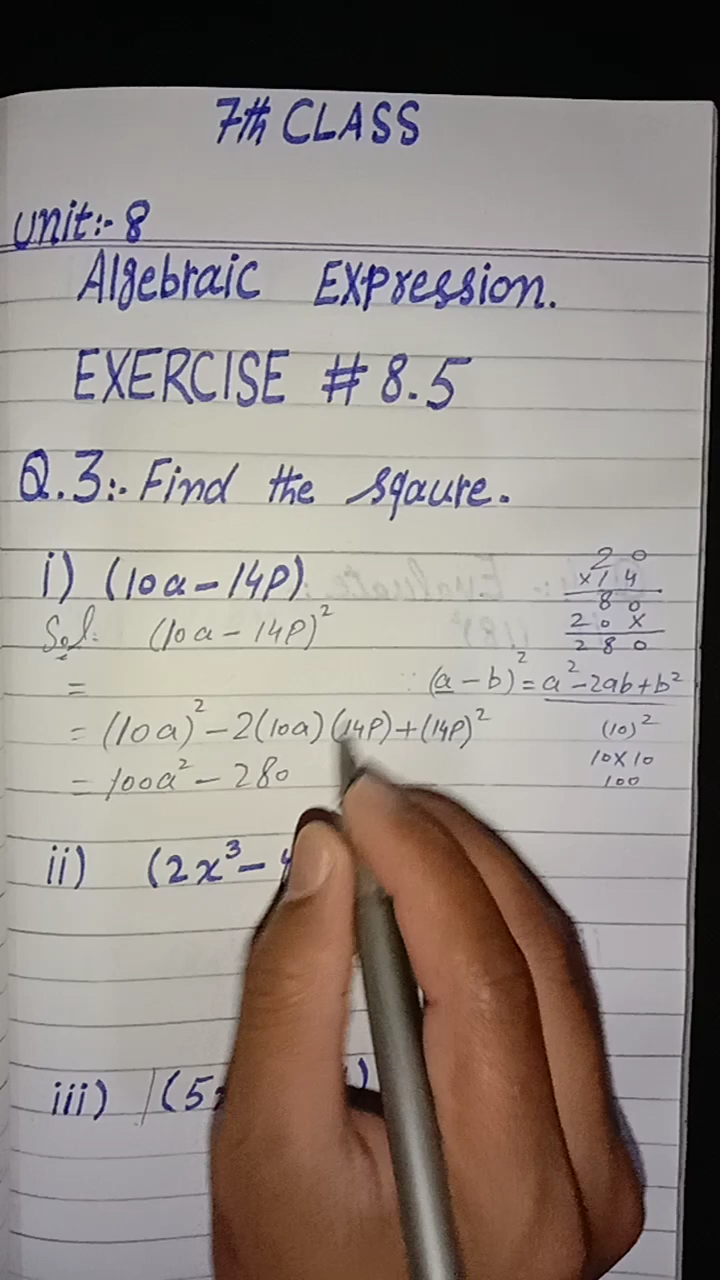 7th CLASS
unit:- 8
Algebraic Expression.
EXERCISE # 8.5
Q.3:- Find the sqaure.
i) (10a - 14p)
20
×14
80
20×
280
Sol: (10a - 14p)²
=
∵ (a - b)² = a² - 2ab + b²
= (10a)² - 2(10a)(14p) + (14p)²
(10)²
10×10
100
= 100a² - 280
ii) (2x³ -
iii) (5